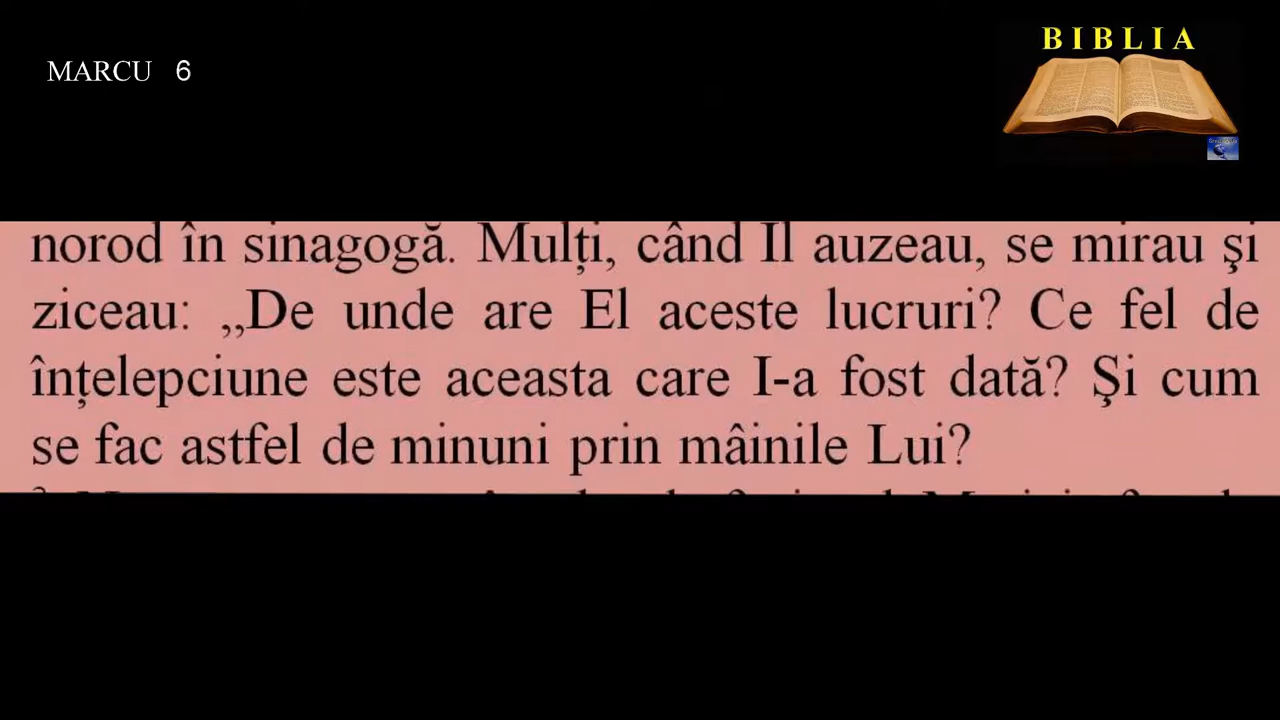 BIBLIA
MARCU 6
norod în sinagogă. Mulți, când Il auzeau, se mirau şi
ziceau: „De unde are El aceste lucruri? Ce fel de
înțelepciune este aceasta care I-a fost dată? Şi cum
se fac astfel de minuni prin mâinile Lui?